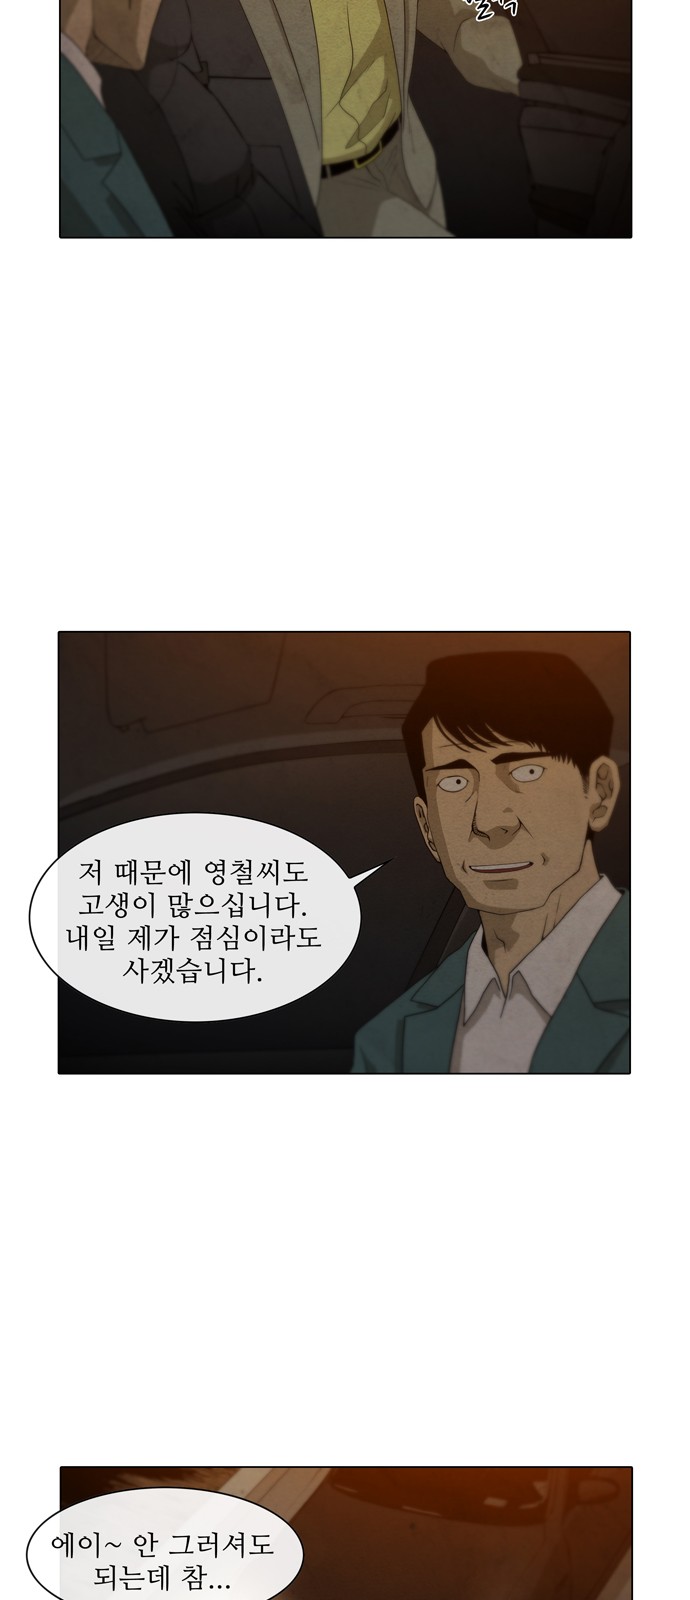 저 때문에 영철씨도
고생이 많으십니다.
내일 제가 점심이라도
사겠습니다.
에이~ 안 그러셔도
되는데 참...